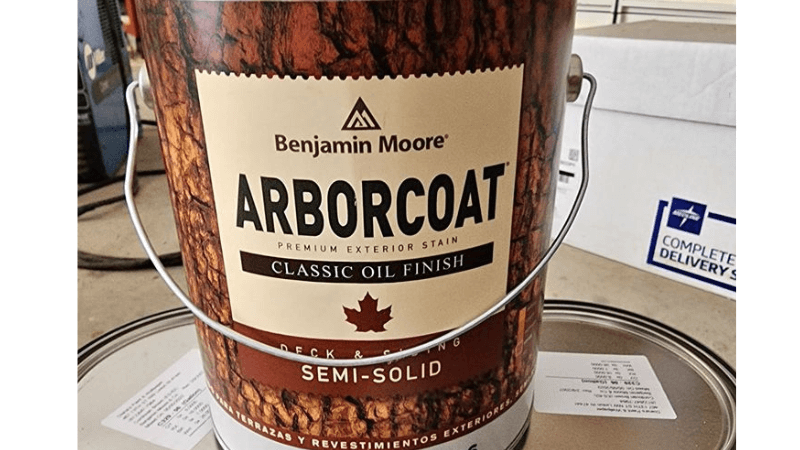 Benjamin Moore®
ARBORCOAT®
PREMIUM EXTERIOR STAIN
CLASSIC OIL FINISH
DECK & SIDING
SEMI-SOLID
PARA TERRAZAS Y REVESTIMIENTOS EXTERIORES,
MEDLINE
COMPLETE
DELIVERY S